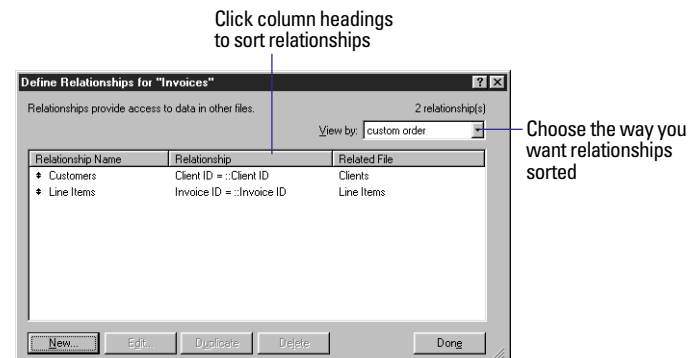 Click column headings
to sort relationships
Define Relationships for "Invoices"
Relationships provide access to data in other files.
2 relationship(s)
View by: custom order
Choose the way you
want relationships
sorted
Relationship Name Relationship Related File
Customers Client ID = ::Client ID Clients
Line Items Invoice ID = ::Invoice ID Line Items
New... Edit... Duplicate Delete Done